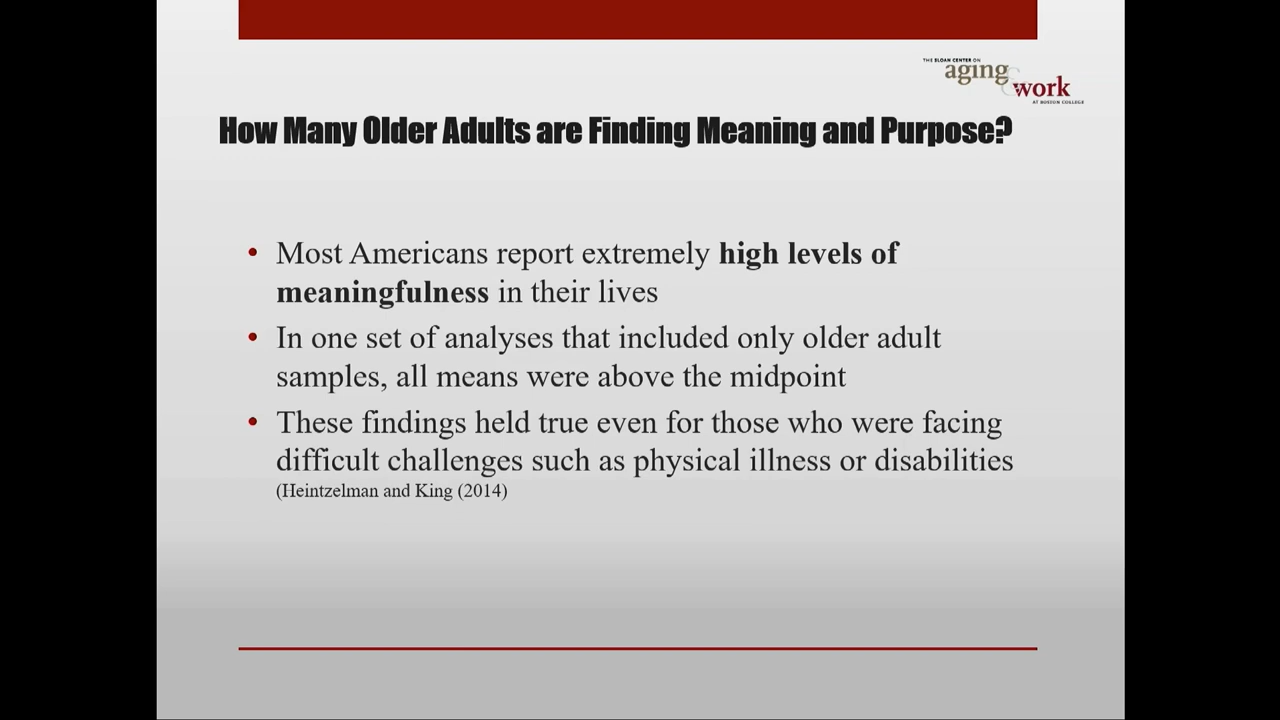 THE SLOAN CENTER ON
aging
& work
AT BOSTON COLLEGE
How Many Older Adults are Finding Meaning and Purpose?
• Most Americans report extremely high levels of
meaningfulness in their lives
• In one set of analyses that included only older adult
samples, all means were above the midpoint
• These findings held true even for those who were facing
difficult challenges such as physical illness or disabilities
(Heintzelman and King (2014)